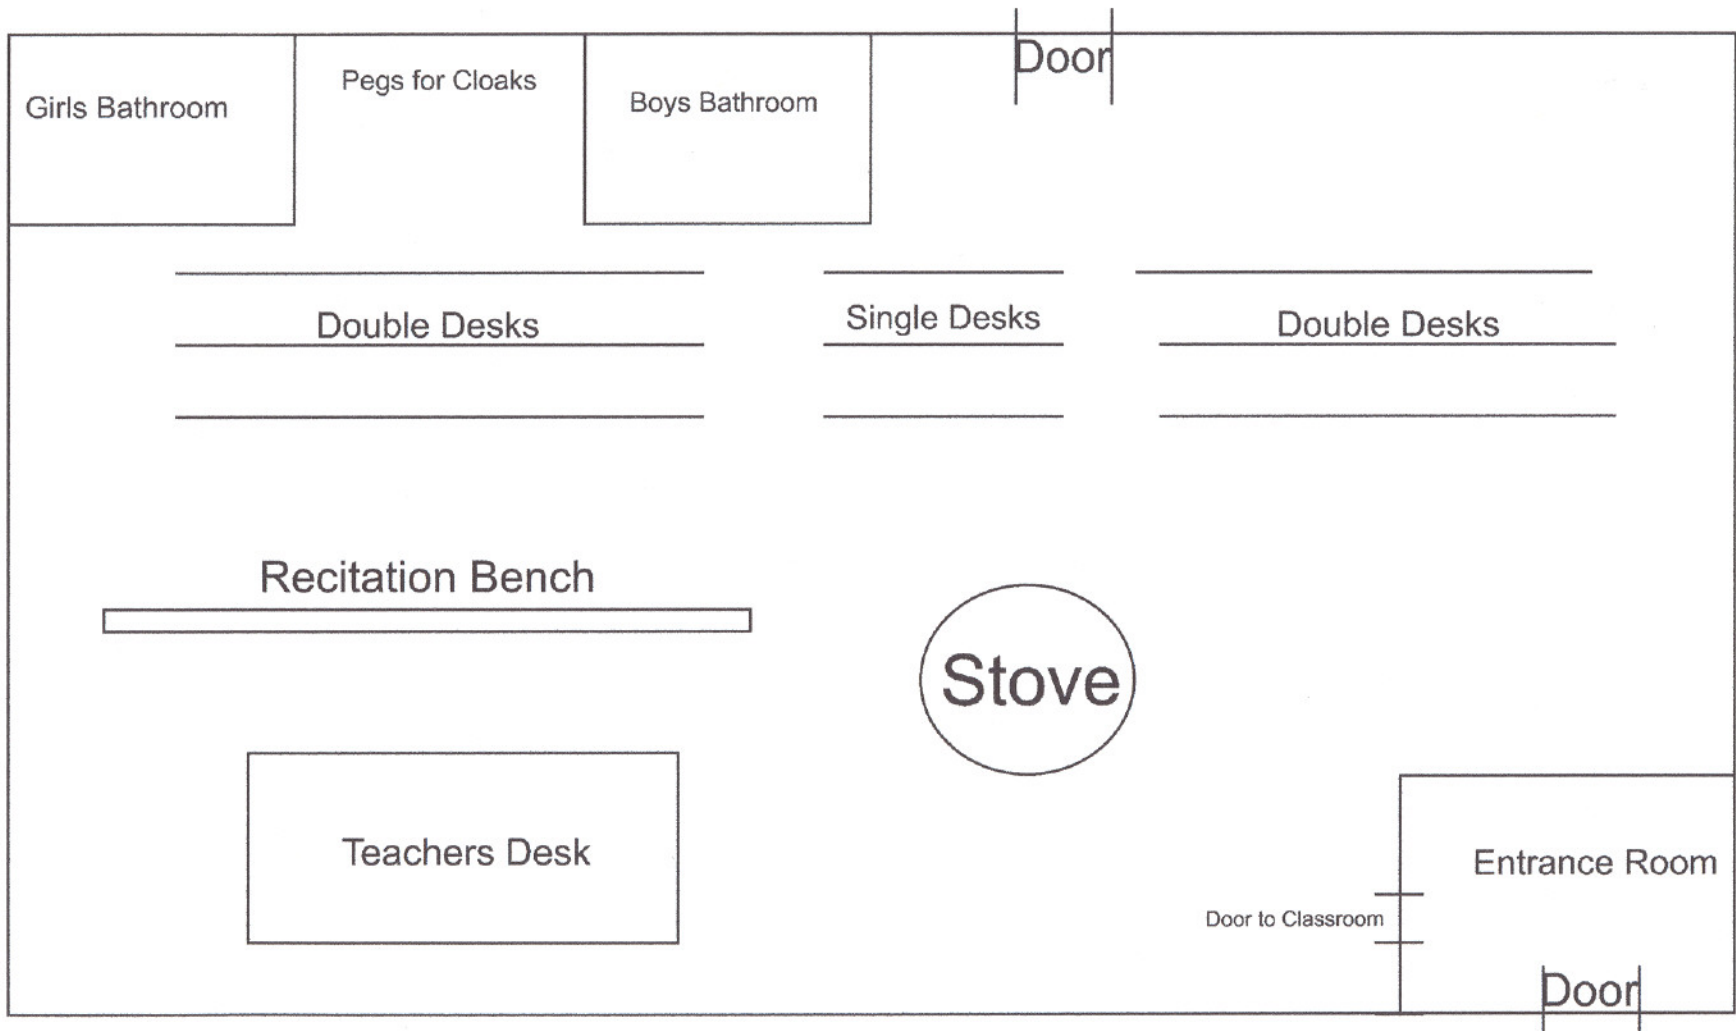 Door
Pegs for Cloaks
Girls Bathroom
Boys Bathroom
Double Desks
Single Desks
Double Desks
Recitation Bench
Stove
Teachers Desk
Entrance Room
Door to Classroom
Door